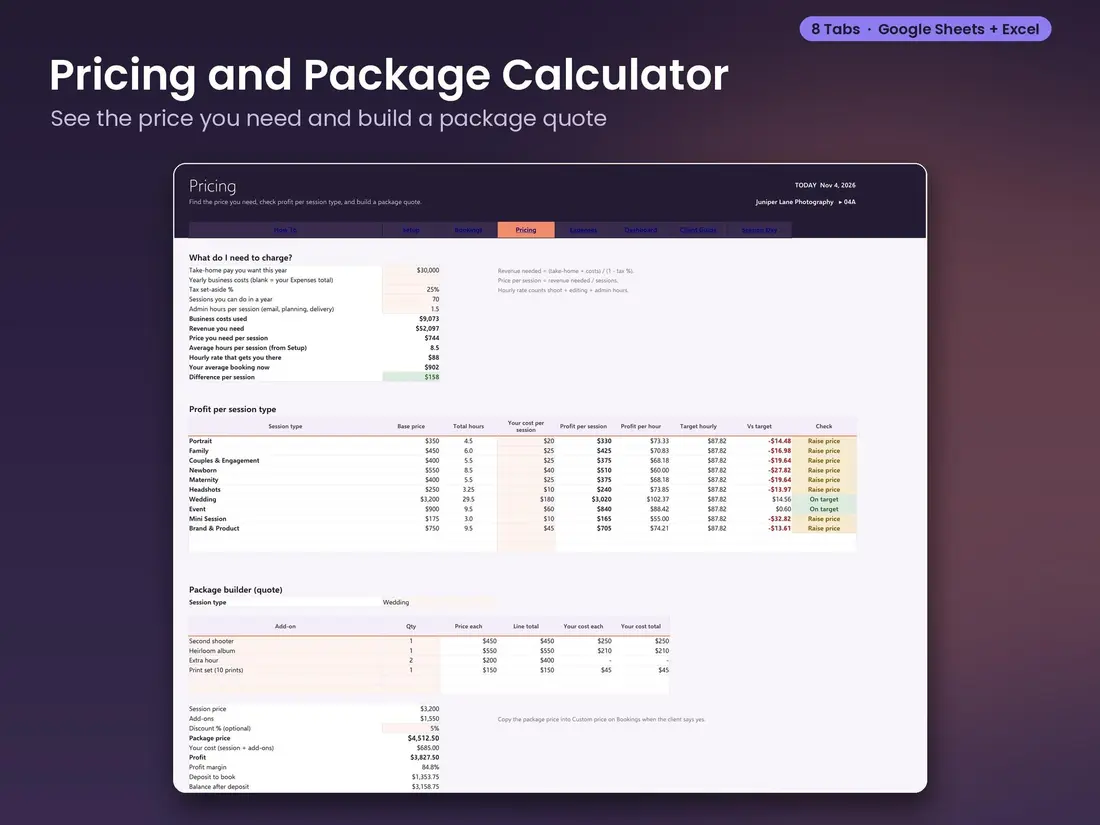 8 Tabs · Google Sheets + Excel
Pricing and Package Calculator
See the price you need and build a package quote
Pricing
TODAY Nov 4, 2026
Find the price you need, check profit per session type, and build a package quote.
Juniper Lane Photography ▸ 04A
How To Setup Bookings Pricing Expenses Dashboard Client Guide Session Day
What do I need to charge?
Take-home pay you want this year $30,000 Revenue needed = (take-home + costs) / (1 - tax %).
Yearly business costs (blank = your Expenses total) Price per session = revenue needed / sessions.
Tax set-aside % 25% Hourly rate counts shoot + editing + admin hours.
Sessions you can do in a year 70
Admin hours per session (email, planning, delivery) 1.5
Business costs used $9,073
Revenue you need $52,097
Price you need per session $744
Average hours per session (from Setup) 8.5
Hourly rate that gets you there $88
Your average booking now $902
Difference per session $158
Profit per session type
Session type Base price Total hours Your cost per session Profit per session Profit per hour Target hourly Vs target Check
Portrait $350 4.5 $20 $330 $73.33 $87.82 -$14.48 Raise price
Family $450 6.0 $25 $425 $70.83 $87.82 -$16.98 Raise price
Couples & Engagement $400 5.5 $25 $375 $68.18 $87.82 -$19.64 Raise price
Newborn $550 8.5 $40 $510 $60.00 $87.82 -$27.82 Raise price
Maternity $400 5.5 $25 $375 $68.18 $87.82 -$19.64 Raise price
Headshots $250 3.25 $10 $240 $73.85 $87.82 -$13.97 Raise price
Wedding $3,200 29.5 $180 $3,020 $102.37 $87.82 $14.56 On target
Event $900 9.5 $60 $840 $88.42 $87.82 $0.60 On target
Mini Session $175 3.0 $10 $165 $55.00 $87.82 -$32.82 Raise price
Brand & Product $750 9.5 $45 $705 $74.21 $87.82 -$13.61 Raise price
Package builder (quote)
Session type Wedding
Add-on Qty Price each Line total Your cost each Your cost total
Second shooter 1 $450 $450 $250 $250
Heirloom album 1 $550 $550 $210 $210
Extra hour 2 $200 $400 - -
Print set (10 prints) 1 $150 $150 $45 $45
Session price $3,200
Add-ons $1,550 Copy the package price into Custom price on Bookings when the client says yes.
Discount % (optional) 5%
Package price $4,512.50
Your cost (session + add-ons) $685.00
Profit $3,827.50
Profit margin 84.8%
Deposit to book $1,353.75
Balance after deposit $3,158.75